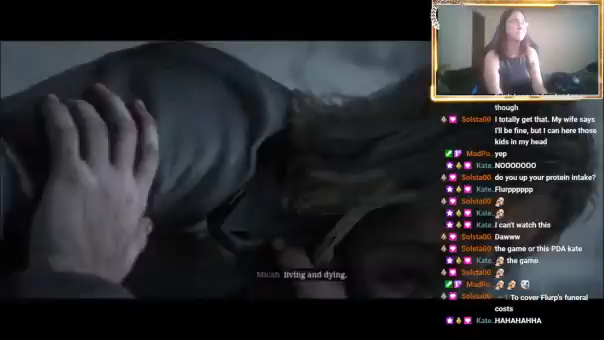 though
Solsta00 I totally get that. My wife says
I'll be fine, but I can here those
kids in my head
MadPo.. yep
Kate. NOOOOOO
Solsta00 do you up your protein intake?
Kate. Flurpppppp
Solsta00
Kate.
Kate. I can't watch this
Solsta00 Dawww
Solsta00 the game or this PDA kate
Kate. the game
Solsta00
MadPo..
Solsta00 To cover Flurp's funeral
costs
Kate. HAHAHAHHA
Micah living and dying.